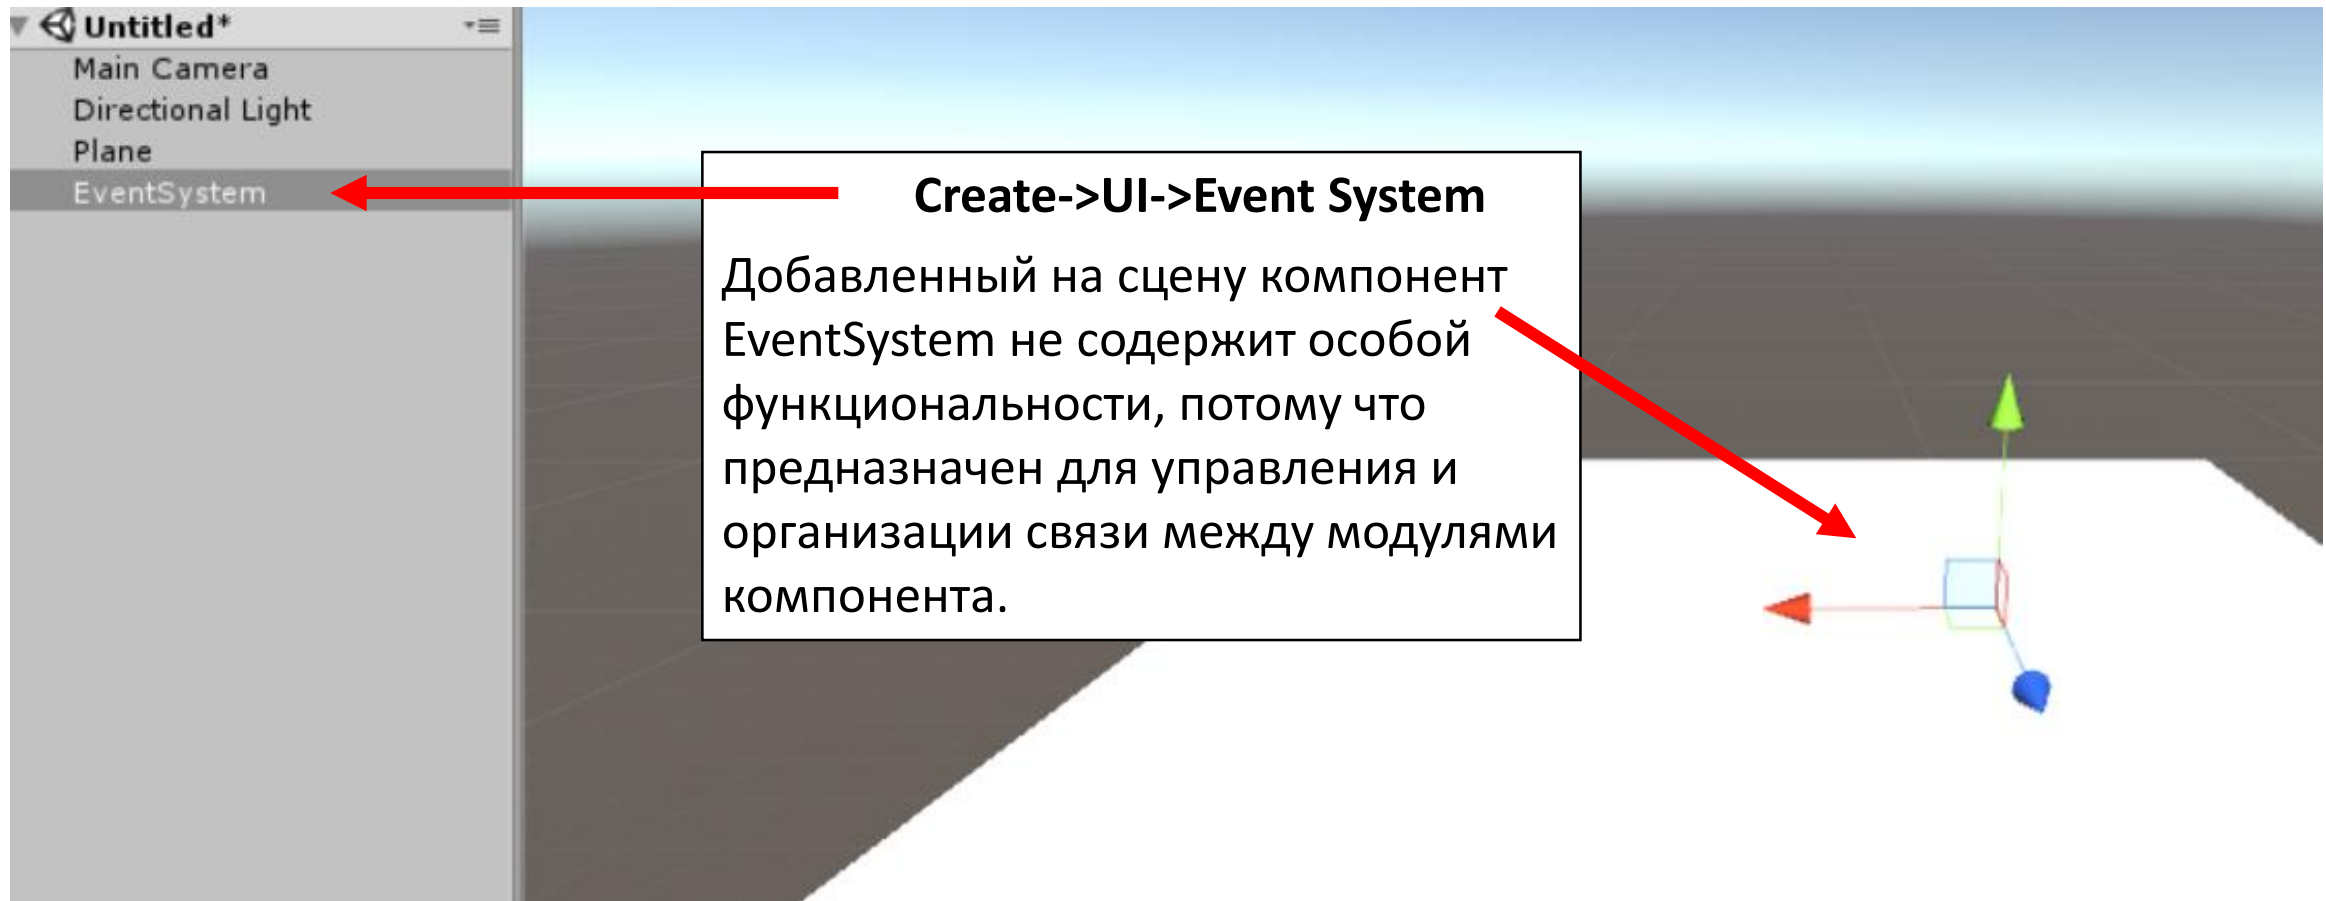 Untitled*
Main Camera
Directional Light
Plane
EventSystem
Create->UI->Event System
Добавленный на сцену компонент
EventSystem не содержит особой
функциональности, потому что
предназначен для управления и
организации связи между модулями
компонента.